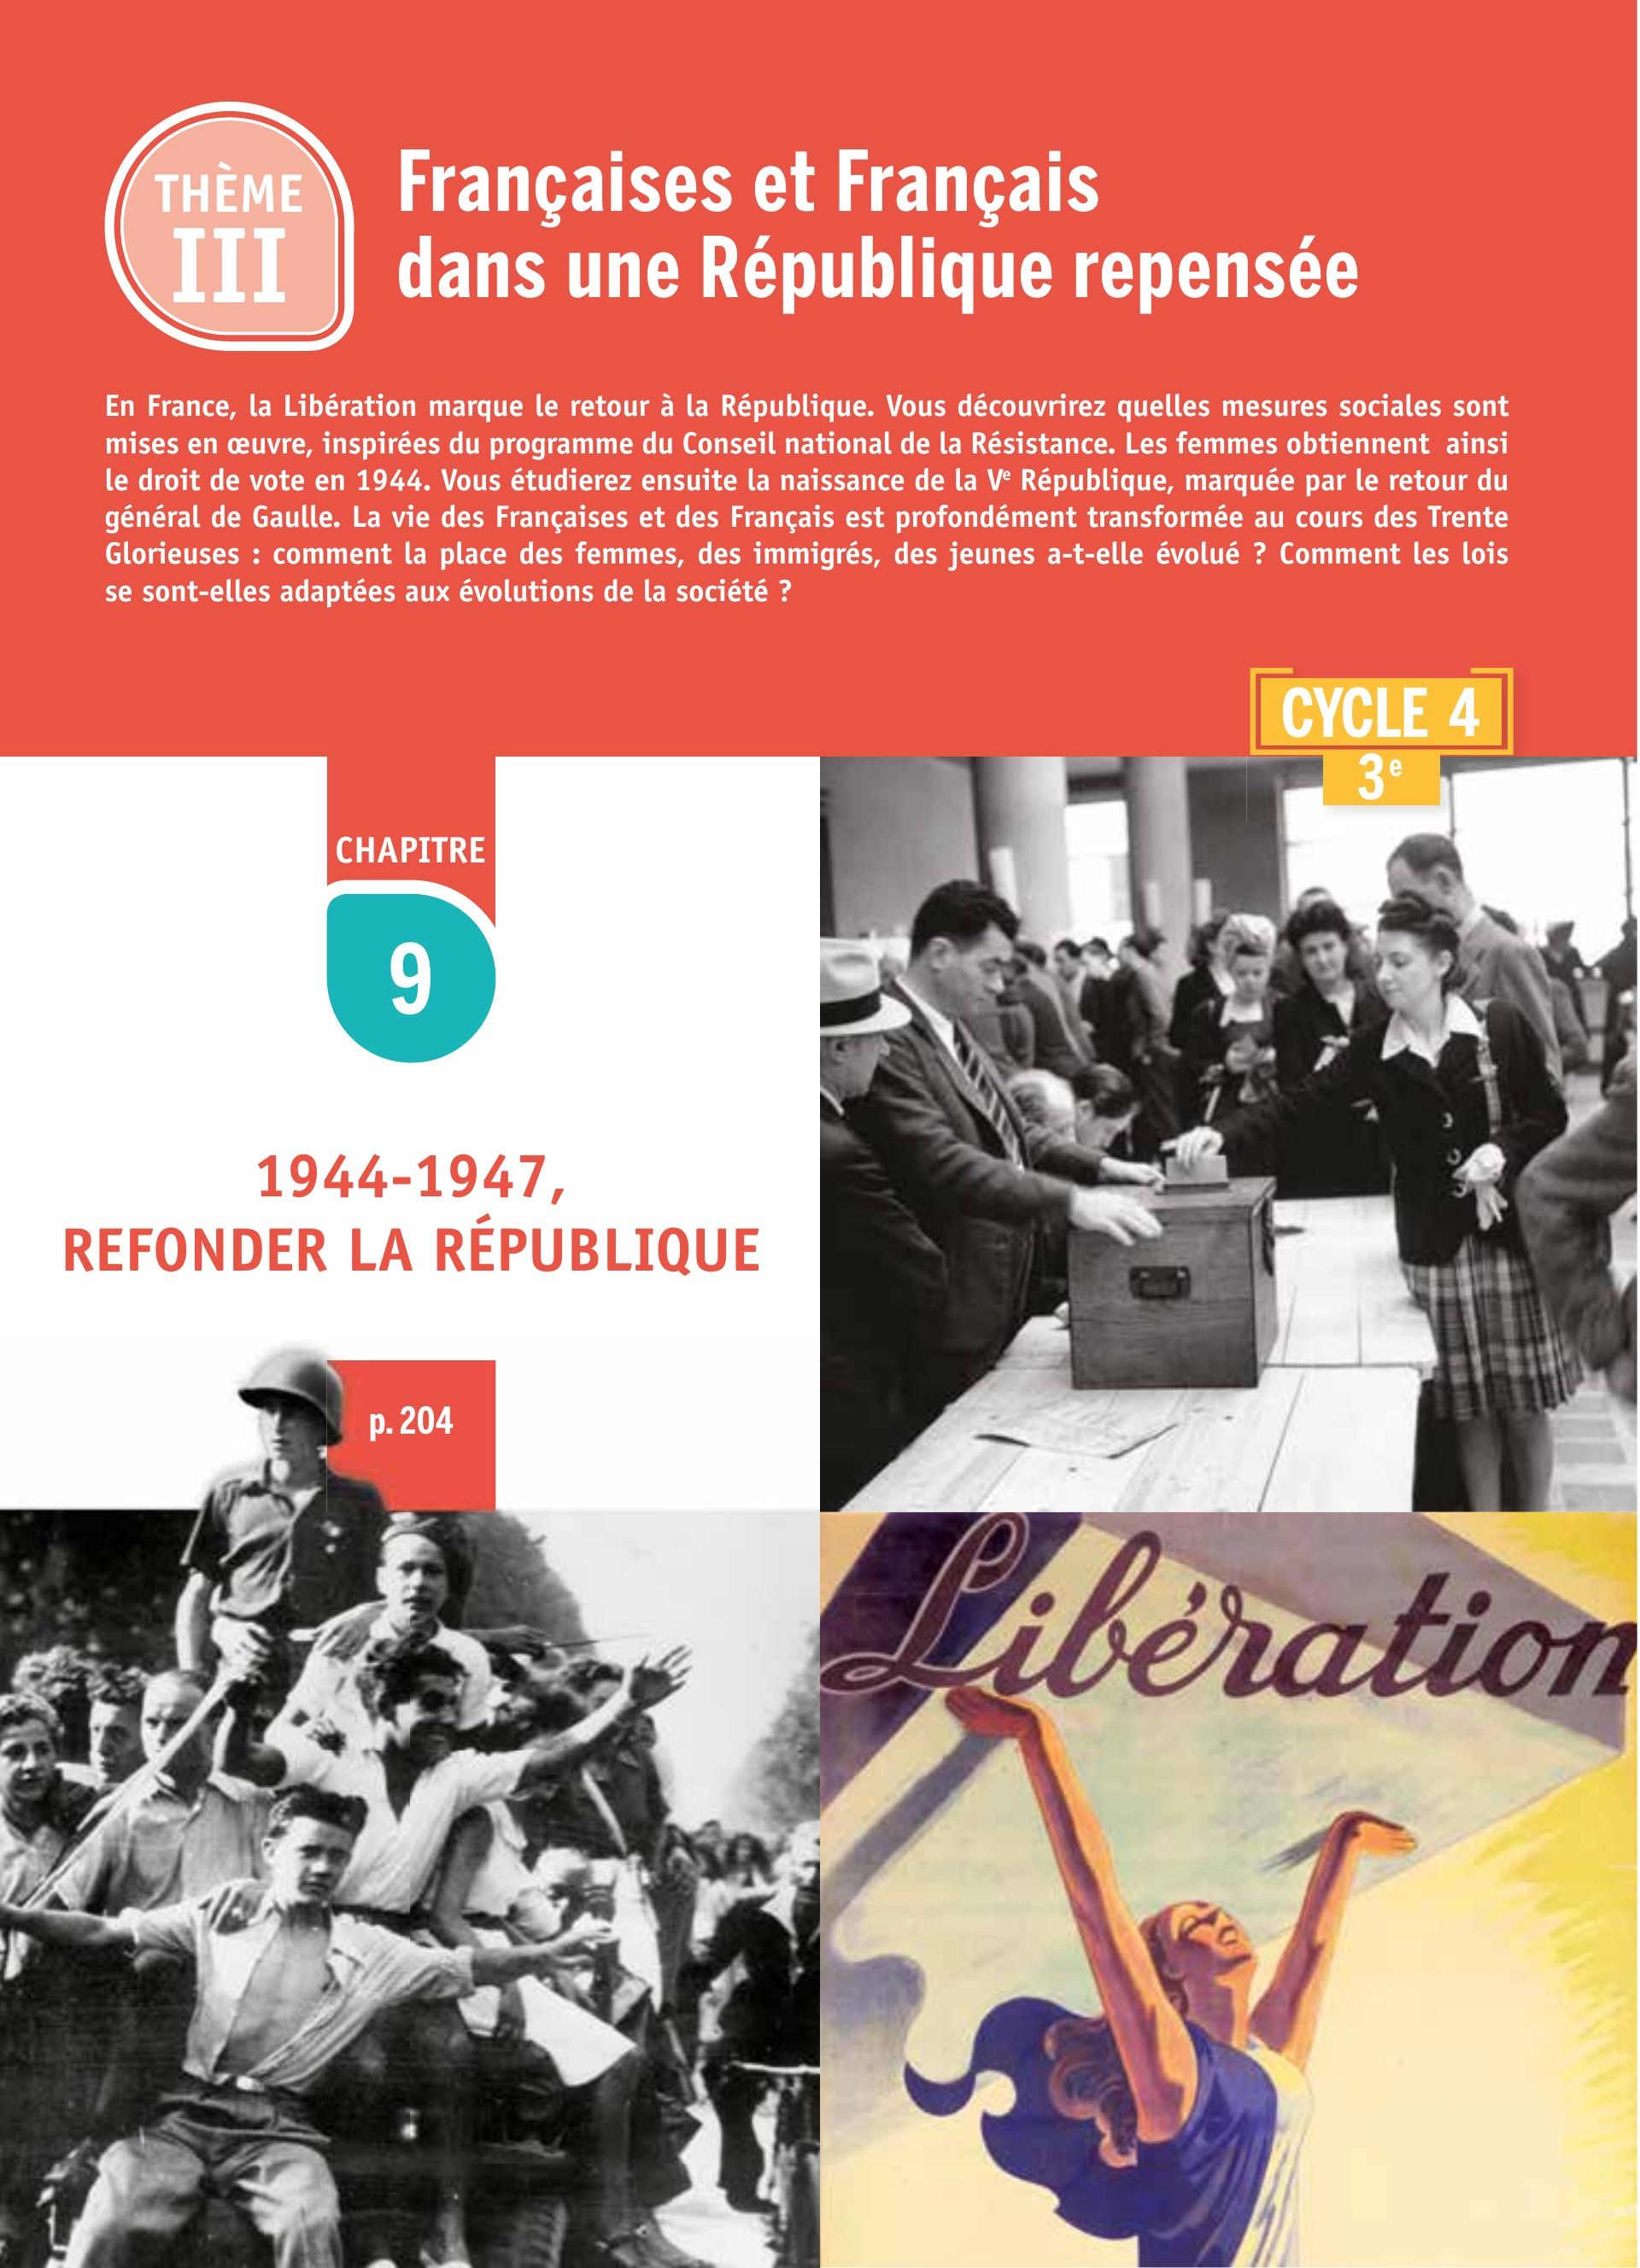 THÈME
III
Françaises et Français
dans une République repensée
En France, la Libération marque le retour à la République. Vous découvrirez quelles mesures sociales sont
mises en œuvre, inspirées du programme du Conseil national de la Résistance. Les femmes obtiennent ainsi
le droit de vote en 1944. Vous étudierez ensuite la naissance de la Vᵉ République, marquée par le retour du
général de Gaulle. La vie des Françaises et des Français est profondément transformée au cours des Trente
Glorieuses : comment la place des femmes, des immigrés, des jeunes a-t-elle évolué ? Comment les lois
se sont-elles adaptées aux évolutions de la société ?
CYCLE 4
3ᵉ
CHAPITRE
9
1944-1947,
REFONDER LA RÉPUBLIQUE
p. 204
Libération